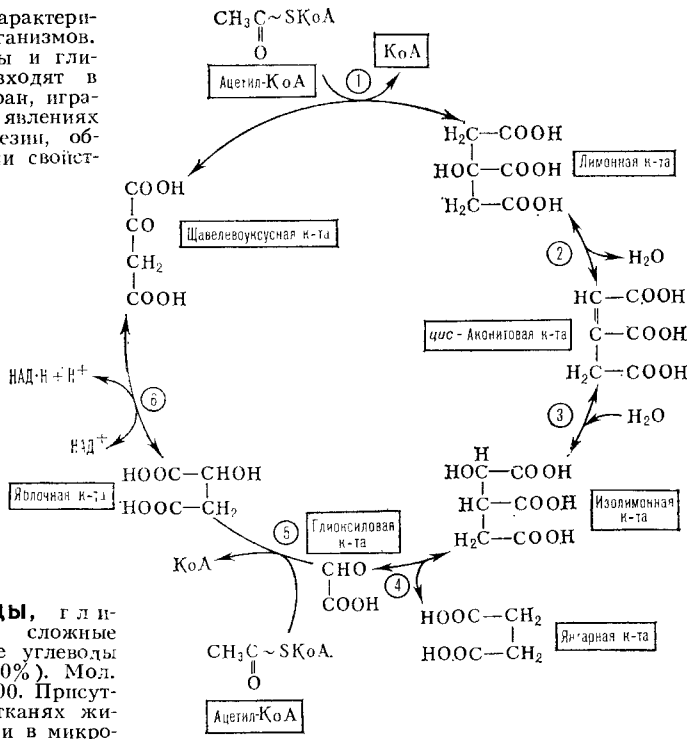 арактери-
ганизмов.
ы и гли-
входят в
ран, игра-
явлениях
езии, об-
и свойст-
CH₃C~SKoA
O
Ацетил-КоА
КоА
1
H₂C—COOH
HO C—COOH
H₂C—COOH
Лимонная к-та
2
H₂O
HC—COOH
C—COOH
H₂C—COOH
цис-Аконитовая к-та
3
H₂O
H
HO C—COOH
HC—COOH
H₂C—COOH
Изолимонная
к-та
4
HOOC—CH₂
HOOC—CH₂
Янтарная к-та
Глиоксиловая
к-та
CHO
COOH
5
КоА
CH₃C~SKoA.
O
Ацетил-КоА
HOOC—CHOH
HOOC—CH₂
Яблочная к-та
6
НАД·Н + Н⁺
НАД⁺
COOH
CO
CH₂
COOH
Щавелевоуксусная к-та
ДЫ, гли-
сложные
е углеводы
0%). Мол.
00. Присут-
тканях жи-
и в микро-